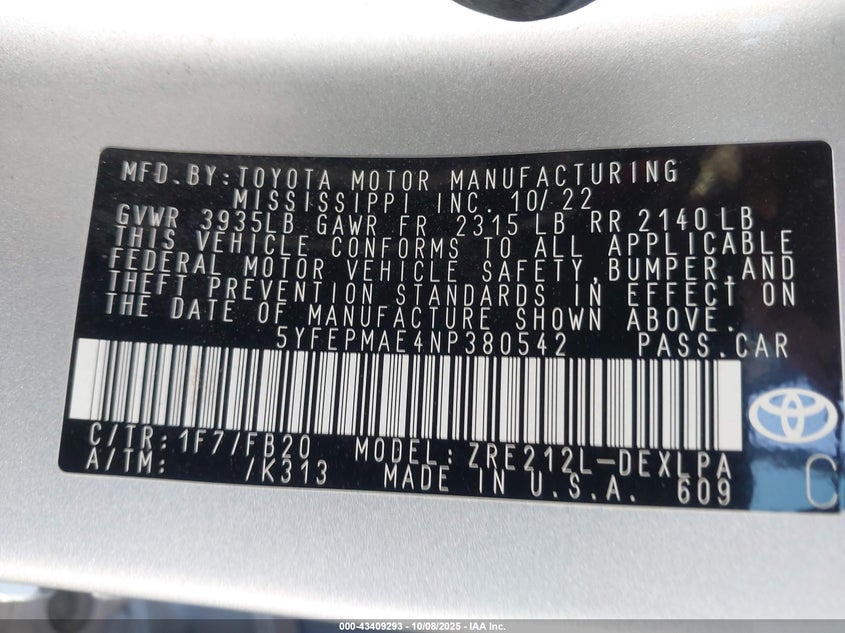 MFD.BY:TOYOTA MOTOR MANUFACTURING
MISSISSIPPI INC. 10/22
GVWR 3935LB GAWR FR 2315 LB RR 2140 LB
THIS VEHICLE CONFORMS TO ALL APPLICABLE
FEDERAL MOTOR VEHICLE SAFETY,BUMPER,AND
THEFT PREVENTION STANDARDS IN EFFECT ON
THE DATE OF MANUFACTURE SHOWN ABOVE.
5YFEPMAE4NP380542 PASS.CAR
C/TR:1F7/FB20 MODEL:ZRE212L-DEXLPA
A/TM: /K313 MADE IN U.S.A. 609
C
000-43409293 - 10/08/2025 - IAA Inc.